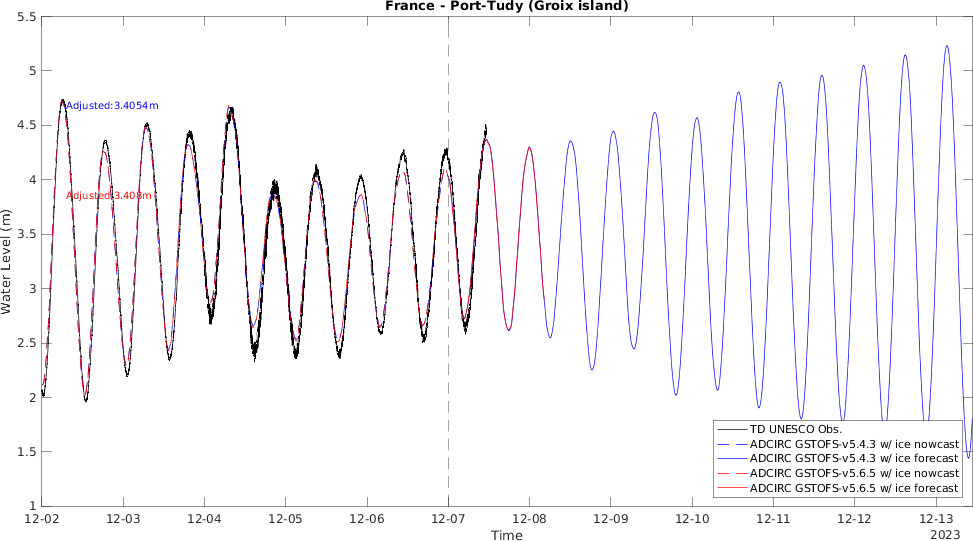 France - Port-Tudy (Groix island)
5.5
5
4.5
4
3.5
3
2.5
2
1.5
1
Water Level (m)
Adjusted:3.4054m
Adjusted:3.408m
TD UNESCO Obs.
ADCIRC GSTOFS-v5.4.3 w/ ice nowcast
ADCIRC GSTOFS-v5.4.3 w/ ice forecast
ADCIRC GSTOFS-v5.6.5 w/ ice nowcast
ADCIRC GSTOFS-v5.6.5 w/ ice forecast
12-02 12-03 12-04 12-05 12-06 12-07 12-08 12-09 12-10 12-11 12-12 12-13
Time
2023